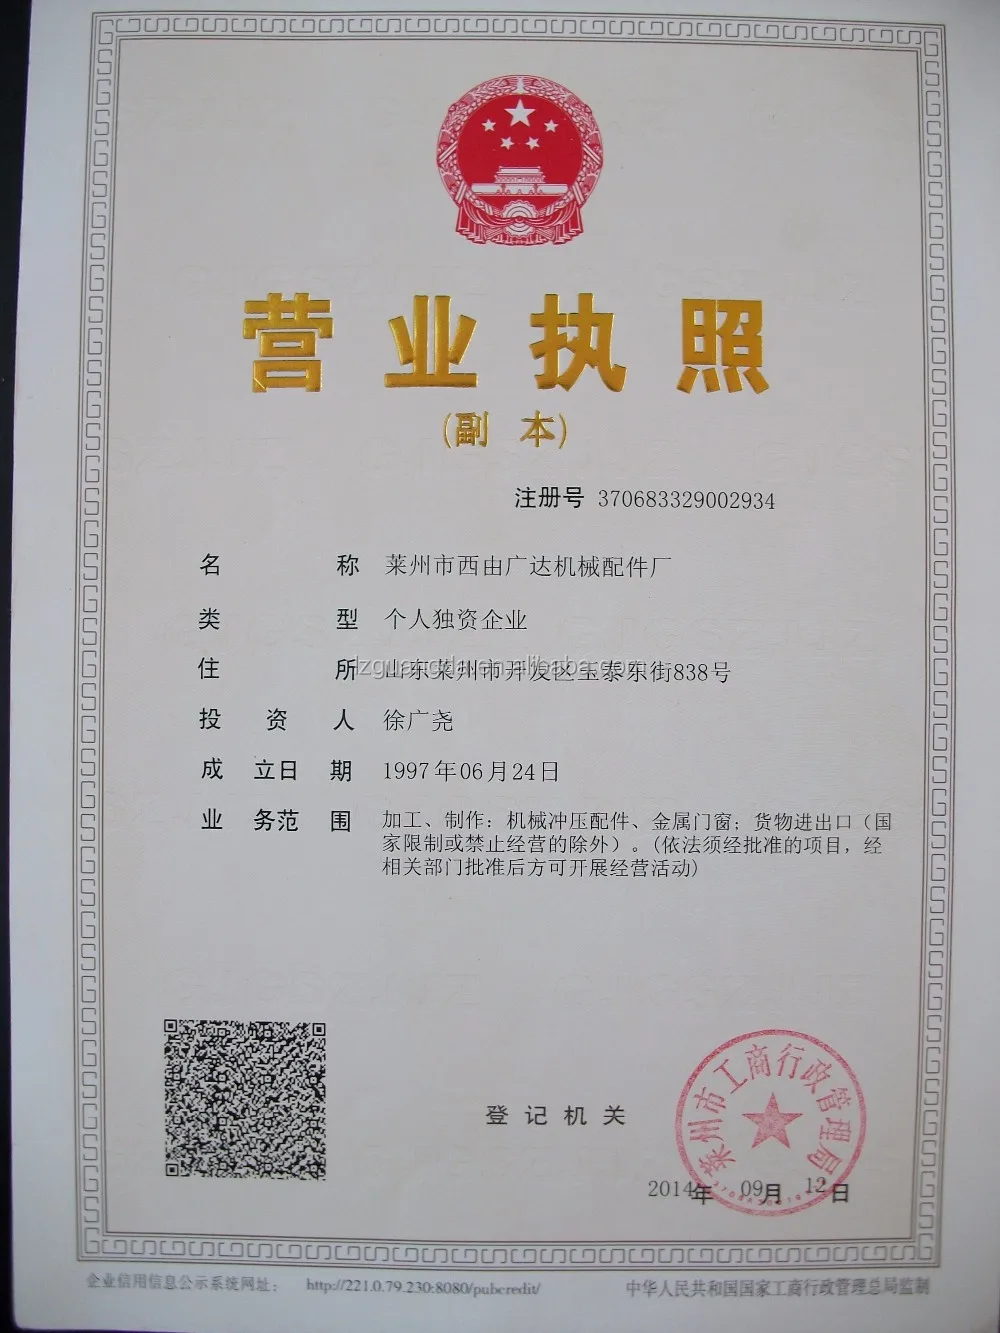 营业执照
(副 本)
注册号 370683329002934
名 称 莱州市西由广达机械配件厂
类 型 个人独资企业
住 所 山东莱州市开发区玉泰东街838号
投 资 人 徐广尧
成 立 日 期 1997年06月24日
业 务 范 围 加工、制作：机械冲压配件、金属门窗；货物进出口（国
家限制或禁止经营的除外）。(依法须经批准的项目，经
相关部门批准后方可开展经营活动)
登 记 机 关
莱州市工商行政管理局
2014年 09月 12日
企业信用信息公示系统网址： http://221.0.79.230:8080/pubcredit/ 中华人民共和国国家工商行政管理总局监制